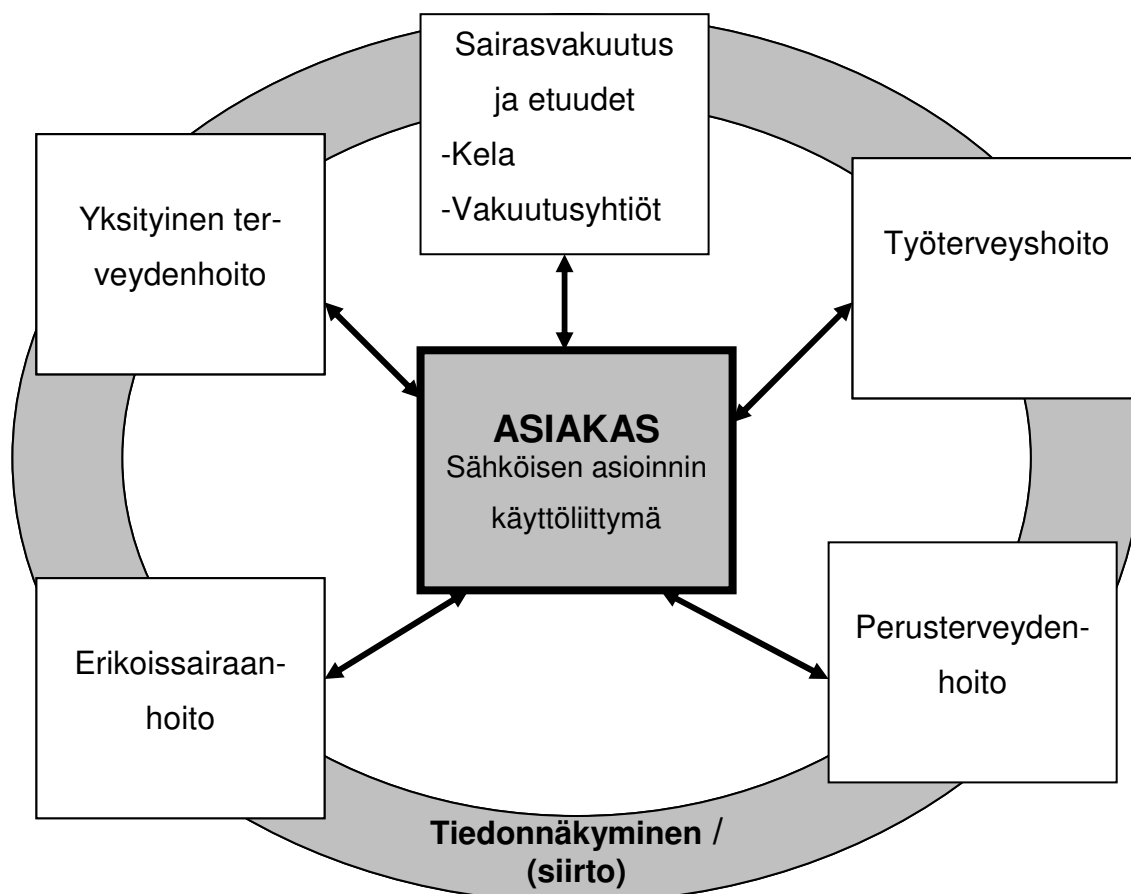 Sairasvakuutus
ja etuudet
-Kela
-Vakuutusyhtiöt
Yksityinen ter-
veydenhoito
Työterveyshoito
ASIAKAS
Sähköisen asioinnin
käyttöliittymä
Erikoissairaan-
hoito
Perusterveyden-
hoito
Tiedonnäkyminen /
(siirto)